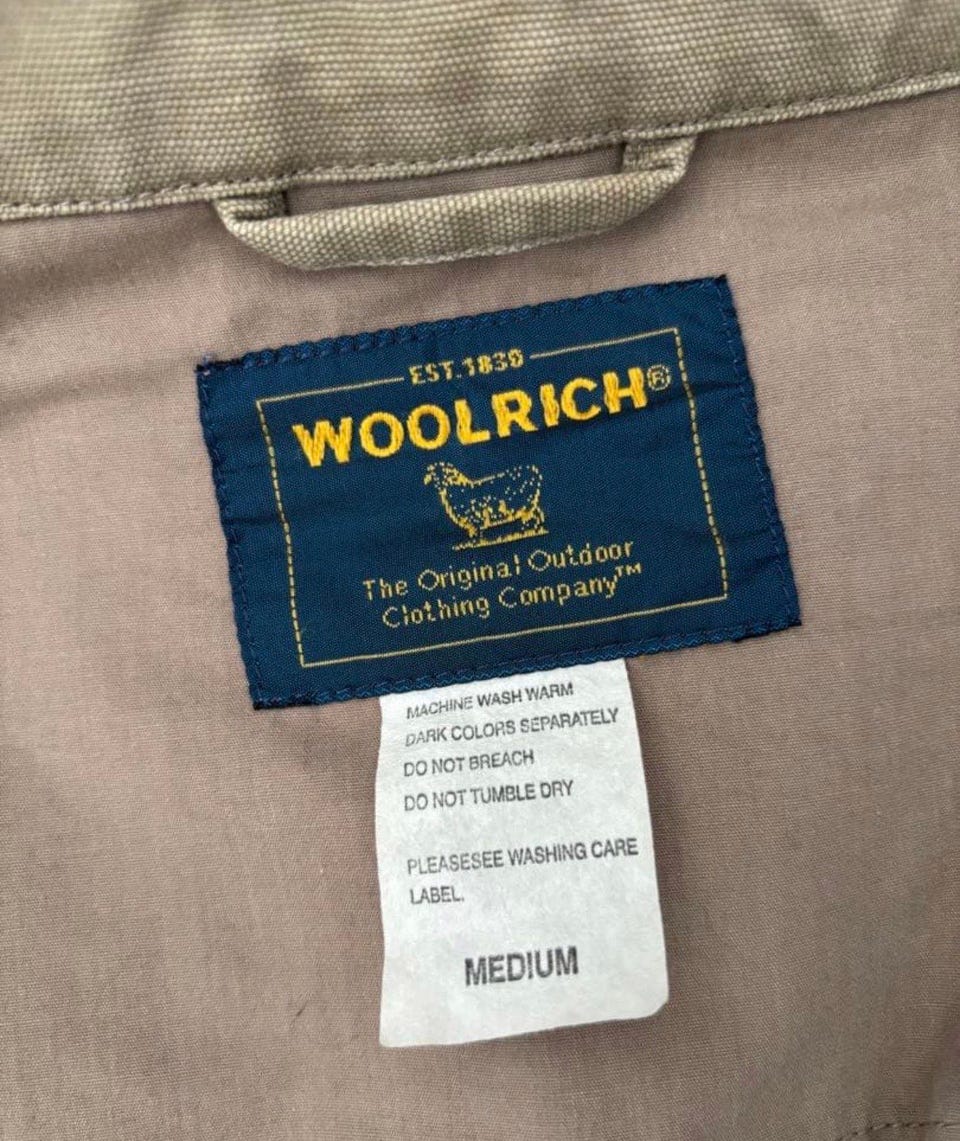 EST.1830
WOOLRICH®
The Original Outdoor
Clothing Company™
MACHINE WASH WARM
DARK COLORS SEPARATELY
DO NOT BREACH
DO NOT TUMBLE DRY
PLEASESEE WASHING CARE
LABEL.
MEDIUM